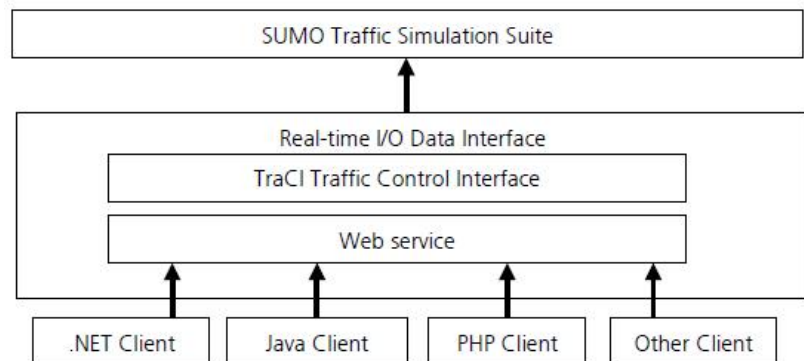 SUMO Traffic Simulation Suite
Real-time I/O Data Interface
TraCI Traffic Control Interface
Web service
.NET Client
Java Client
PHP Client
Other Client